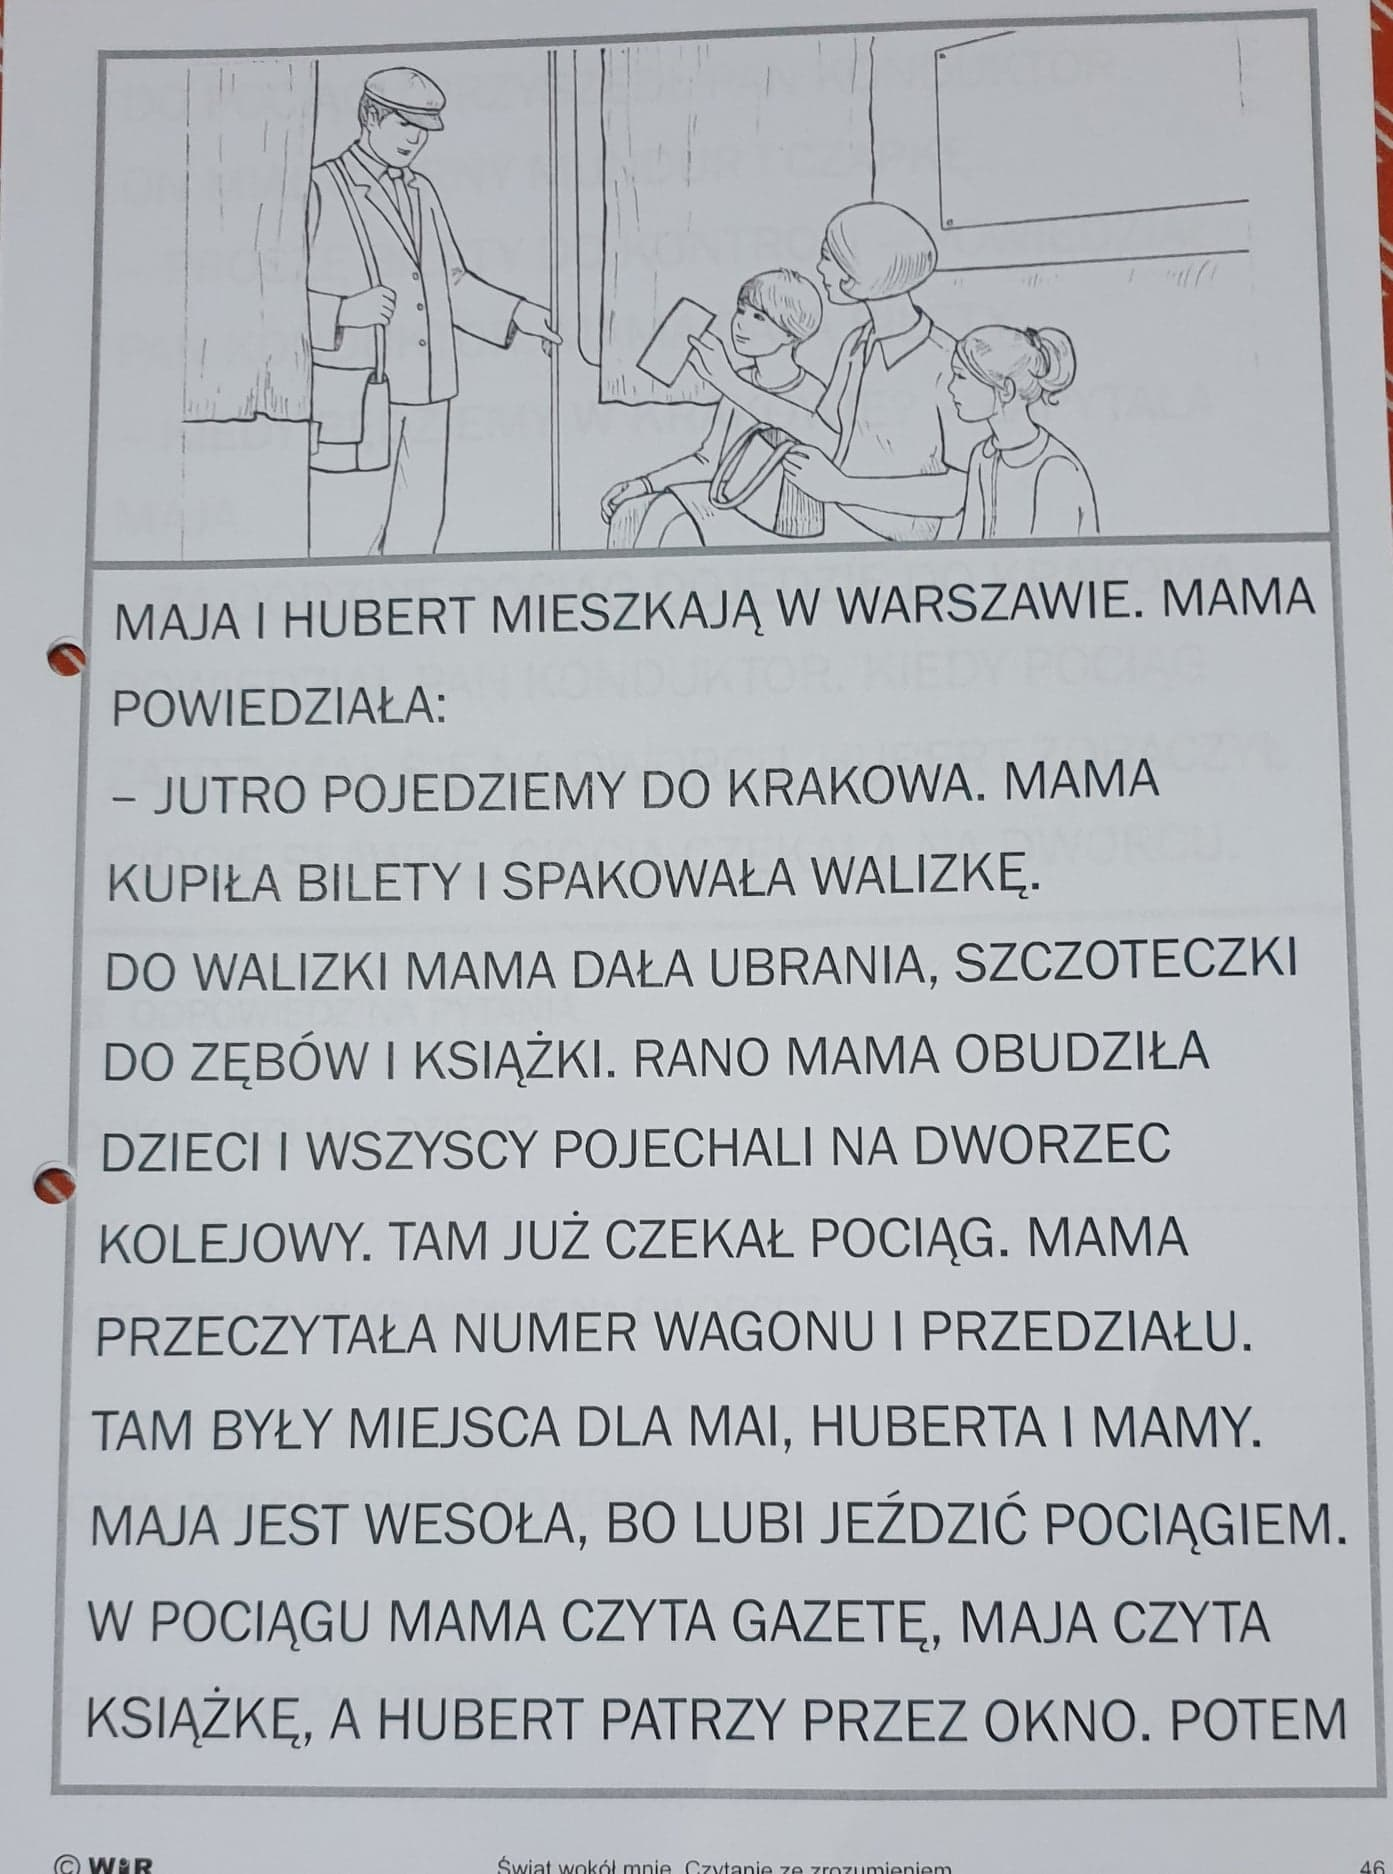 MAJA I HUBERT MIESZKAJĄ W WARSZAWIE. MAMA
POWIEDZIAŁA:
– JUTRO POJEDZIEMY DO KRAKOWA. MAMA
KUPIŁA BILETY I SPAKOWAŁA WALIZKĘ.
DO WALIZKI MAMA DAŁA UBRANIA, SZCZOTECZKI
DO ZĘBÓW I KSIĄŻKI. RANO MAMA OBUDZIŁA
DZIECI I WSZYSCY POJECHALI NA DWORZEC
KOLEJOWY. TAM JUŻ CZEKAŁ POCIĄG. MAMA
PRZECZYTAŁA NUMER WAGONU I PRZEDZIAŁU.
TAM BYŁY MIEJSCA DLA MAI, HUBERTA I MAMY.
MAJA JEST WESOŁA, BO LUBI JEŹDZIĆ POCIĄGIEM.
W POCIĄGU MAMA CZYTA GAZETĘ, MAJA CZYTA
KSIĄŻKĘ, A HUBERT PATRZY PRZEZ OKNO. POTEM
© WiR Świat wokół mnie. Czytanie ze zrozumieniem 46